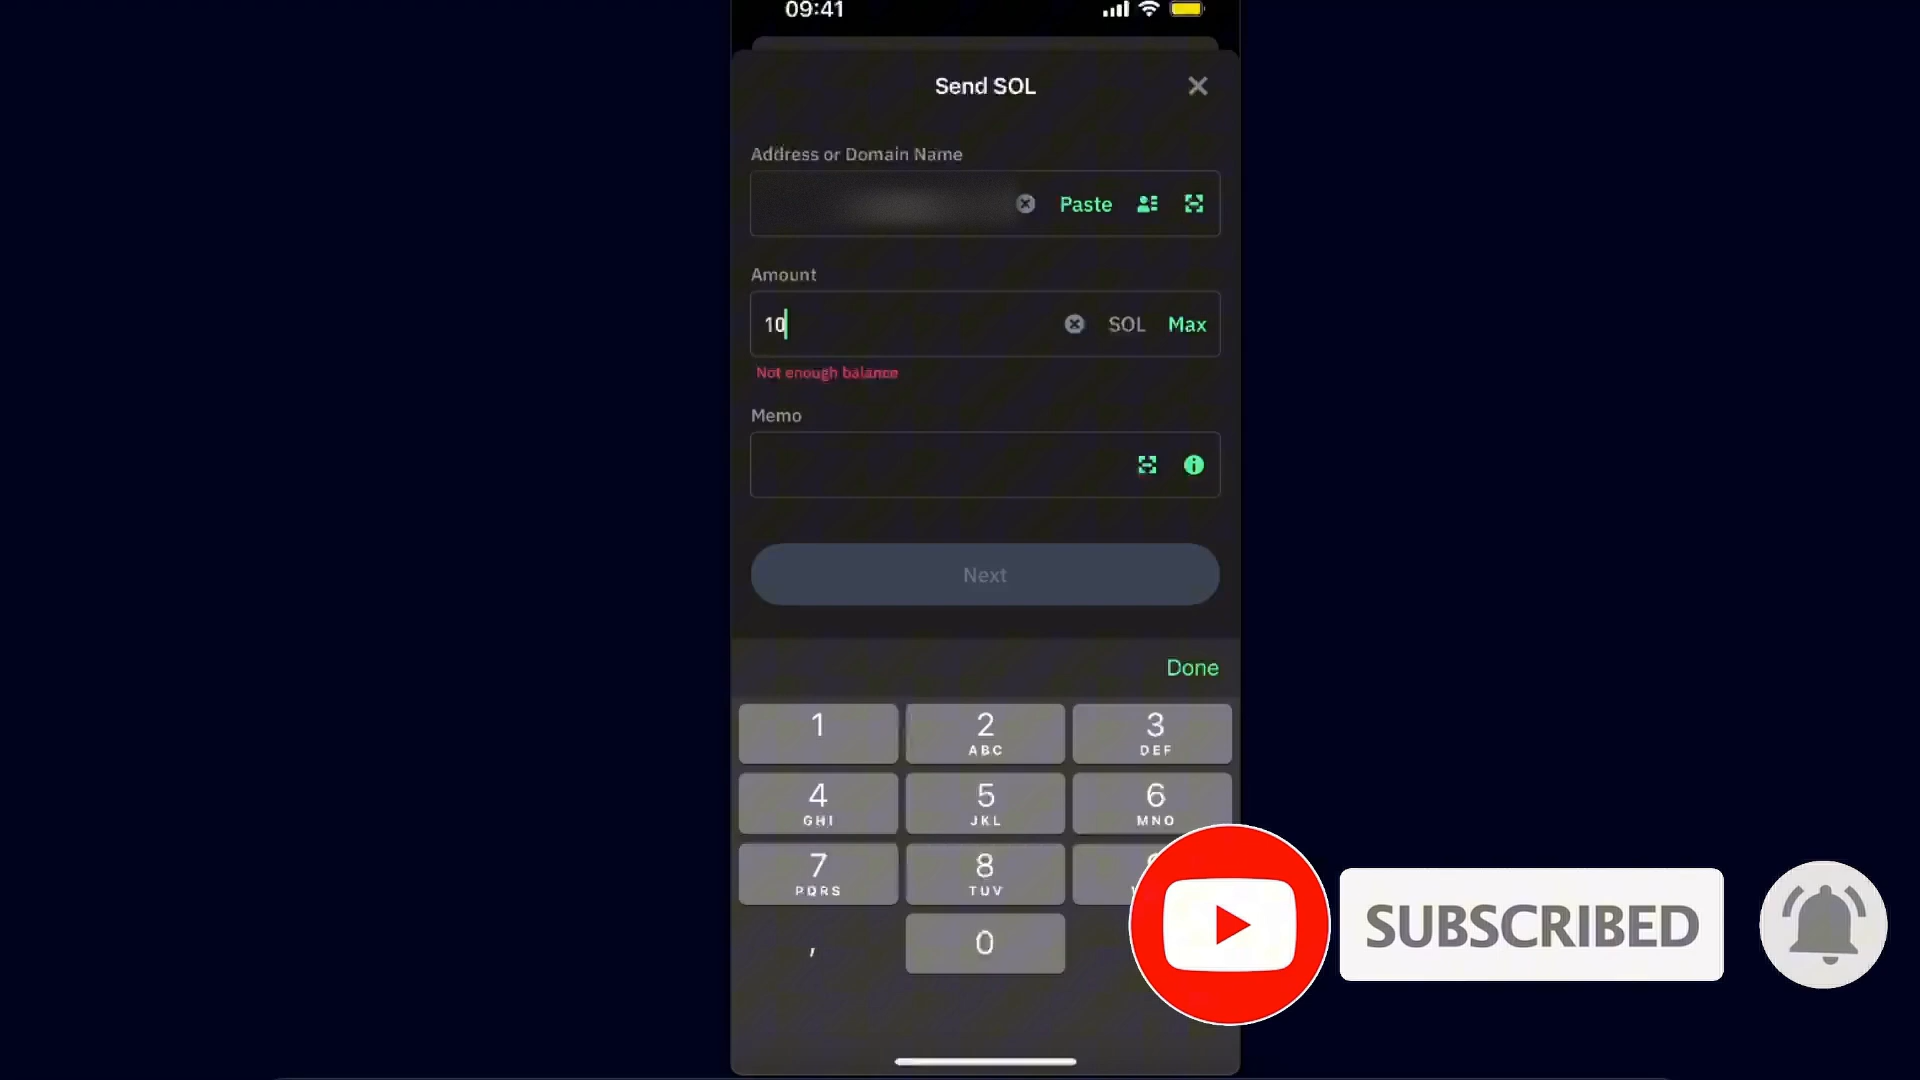 09:41
Send SOL
Address or Domain Name
Paste
Amount
10
SOL Max
Not enough balance
Memo
Next
Done
1 2 3
ABC DEF
4 5 6
GHI JKL MNO
7 8
PQRS TUV
, 0
SUBSCRIBED